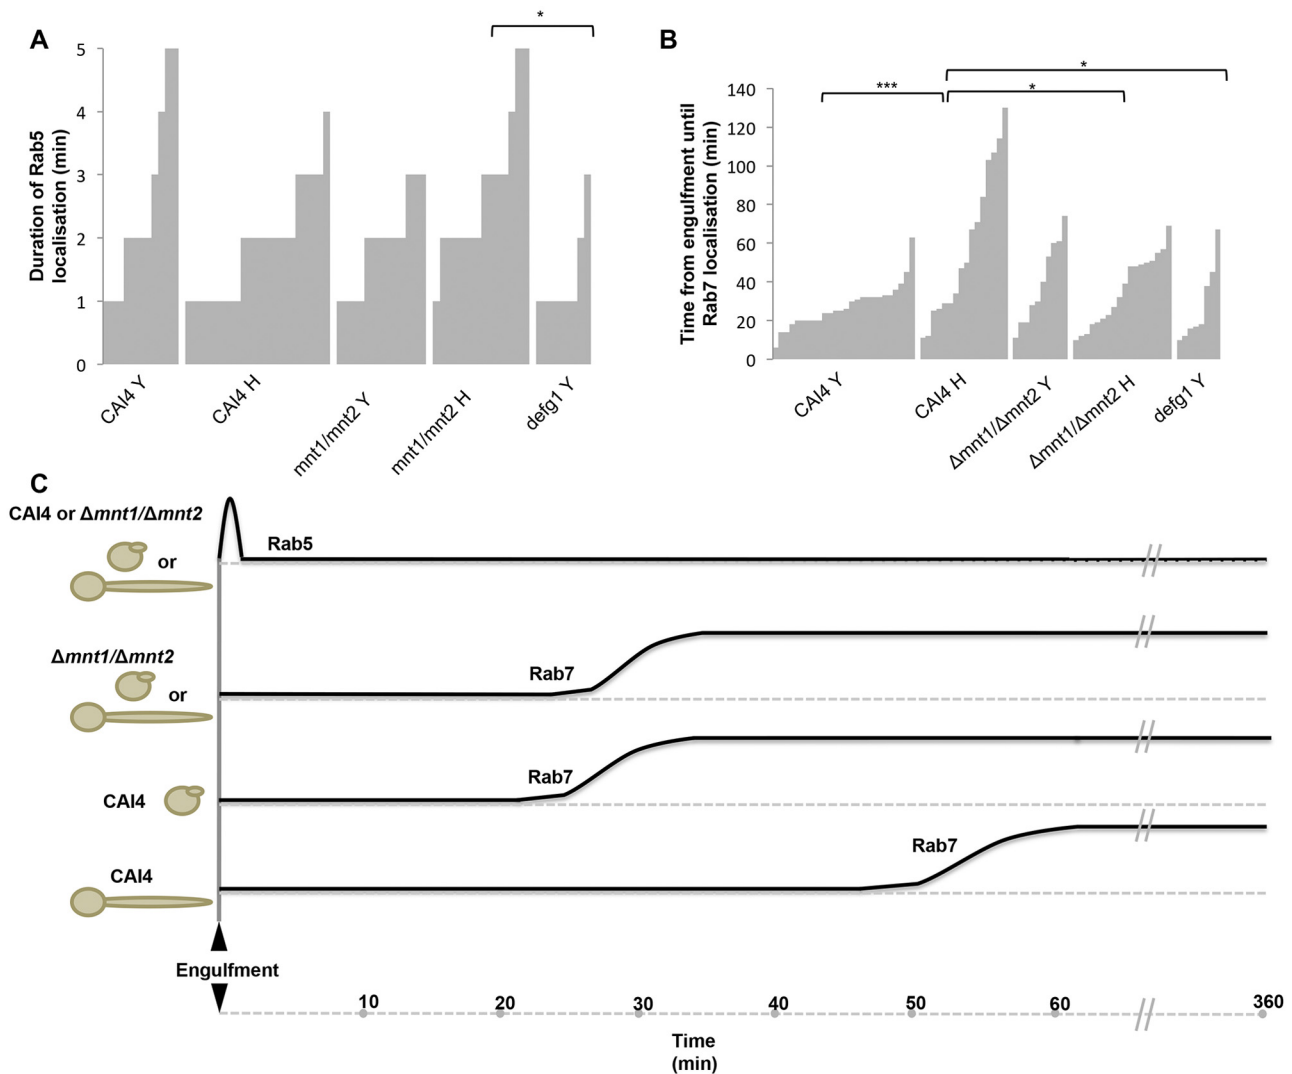 A
*
Duration of Rab5
localisation (min)
5
4
3
2
1
0
CAI4 Y
CAI4 H
mnt1/mnt2 Y
mnt1/mnt2 H
defg1 Y
B
***
*
*
Time from engulfment until
Rab7 localisation (min)
140
120
100
80
60
40
20
0
CAI4 Y
CAI4 H
Δmnt1/Δmnt2 Y
Δmnt1/Δmnt2 H
defg1 Y
C
CAI4 or Δmnt1/Δmnt2
or
Rab5
Δmnt1/Δmnt2
or
Rab7
CAI4
Rab7
CAI4
Rab7
Engulfment
10
20
30
40
50
60
360
Time
(min)